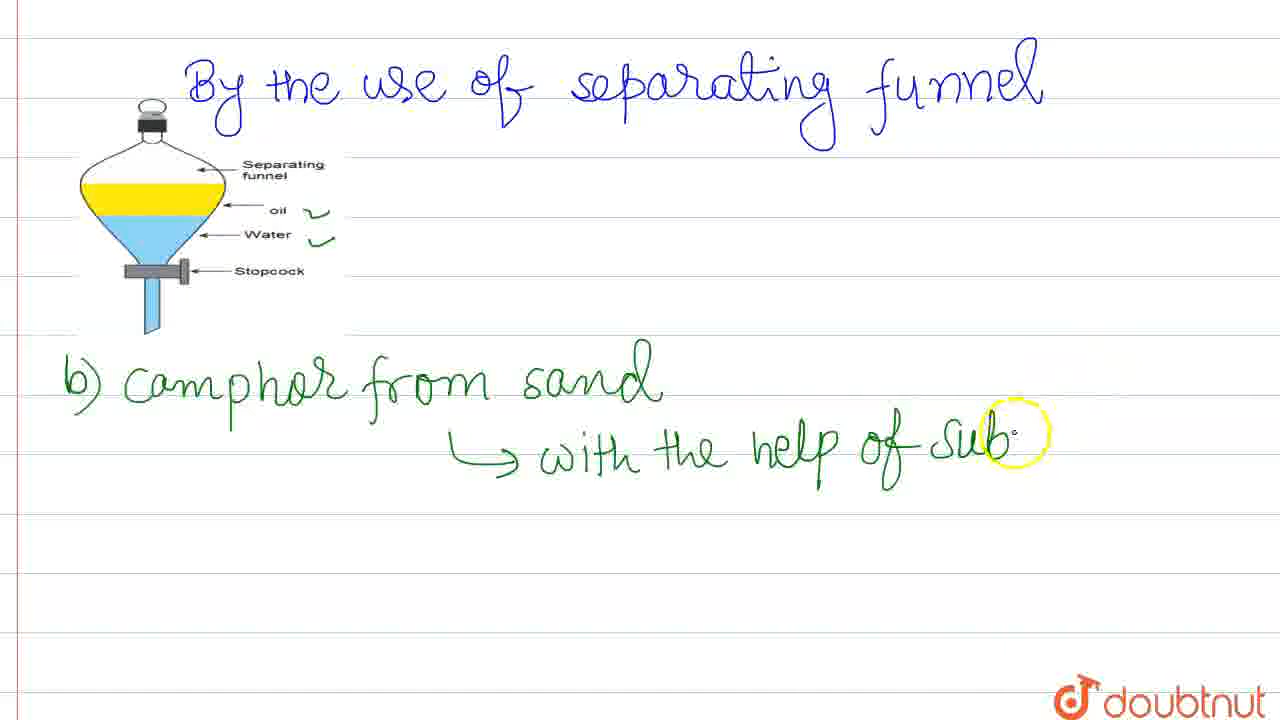 By the use of separating funnel
Separating
funnel
oil
Water
Stopcock
b) camphor from sand
with the help of sub
doubtnut